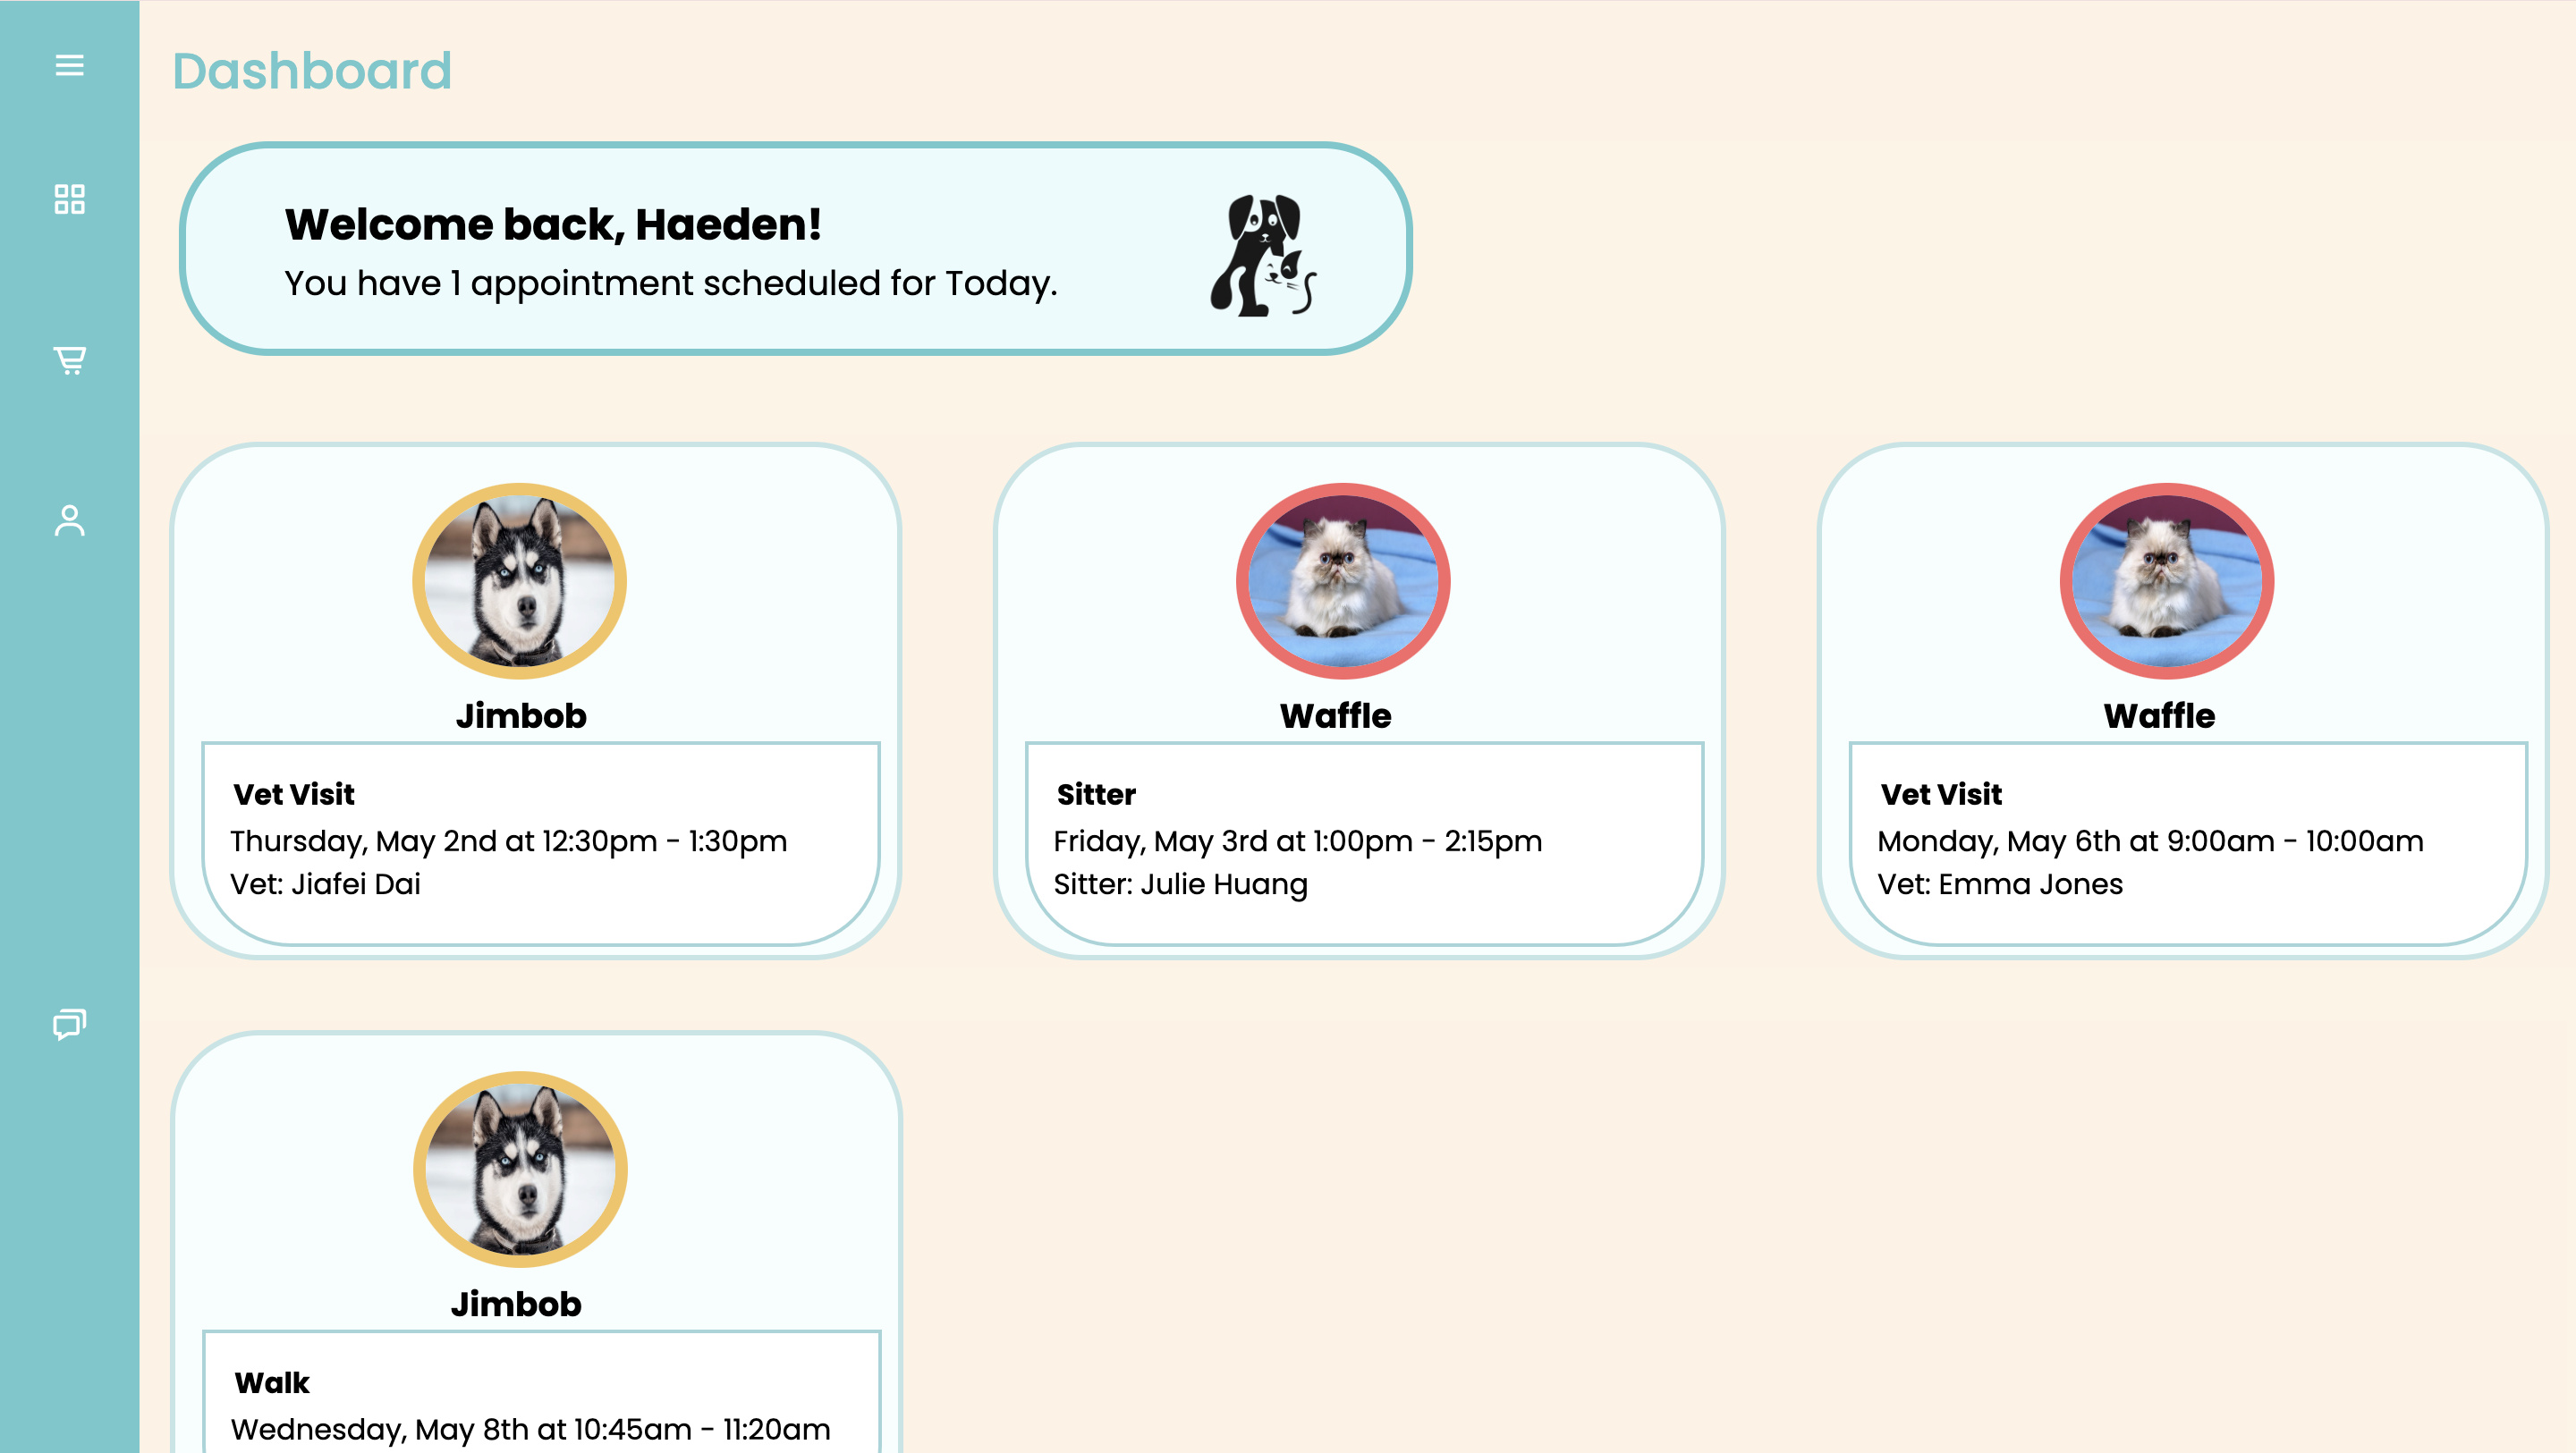 Dashboard
Welcome back, Haeden!
You have 1 appointment scheduled for Today.
Jimbob
Vet Visit
Thursday, May 2nd at 12:30pm - 1:30pm
Vet: Jiafei Dai
Waffle
Sitter
Friday, May 3rd at 1:00pm - 2:15pm
Sitter: Julie Huang
Waffle
Vet Visit
Monday, May 6th at 9:00am - 10:00am
Vet: Emma Jones
Jimbob
Walk
Wednesday, May 8th at 10:45am - 11:20am